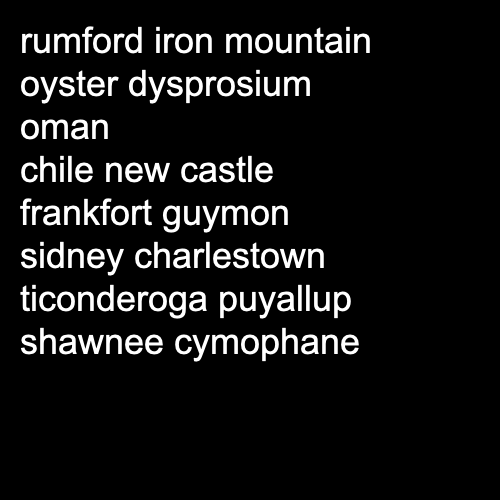 rumford iron mountain
oyster dysprosium
oman
chile new castle
frankfort guymon
sidney charlestown
ticonderoga puyallup
shawnee cymophane